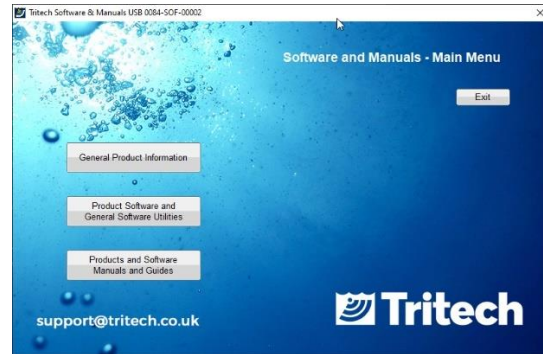 Tritech Software & Manuals USB 0084-SOF-00002
Software and Manuals - Main Menu
Exit
General Product Information
Product Software and
General Software Utilities
Products and Software
Manuals and Guides
support@tritech.co.uk
Tritech